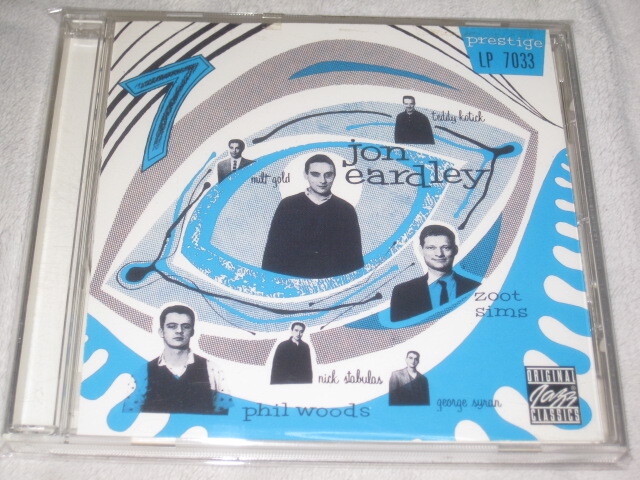 prestige
LP 7033
7
teddy kotick
milt gold
jon
eardley
zoot
sims
nick stabulas
george syran
phil woods
ORIGINAL
Jazz
CLASSICS